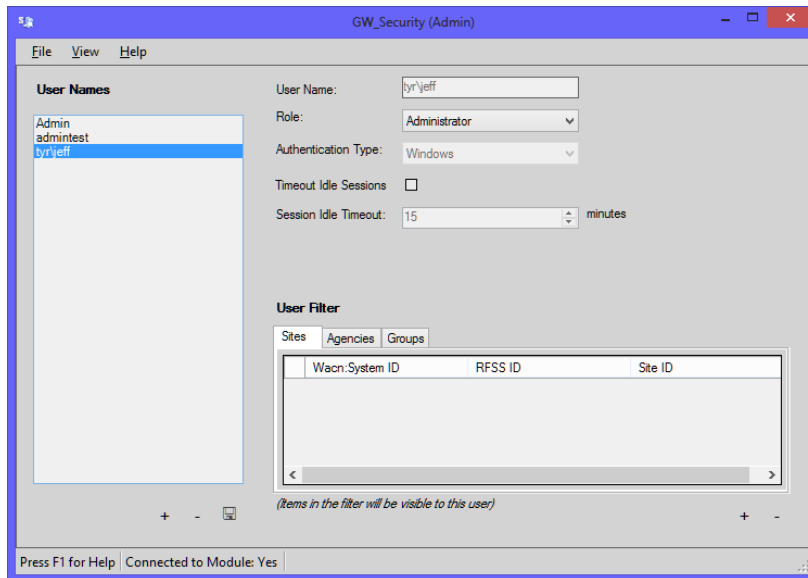 GW_Security (Admin)
File View Help
User Names
Admin
admintest
tyr\jeff
User Name: tyr\jeff
Role: Administrator
Authentication Type: Windows
Timeout Idle Sessions
Session Idle Timeout: 15 minutes
User Filter
Sites Agencies Groups
Wacn:System ID RFSS ID Site ID
(Items in the filter will be visible to this user)
+ -
+ -
Press F1 for Help Connected to Module: Yes